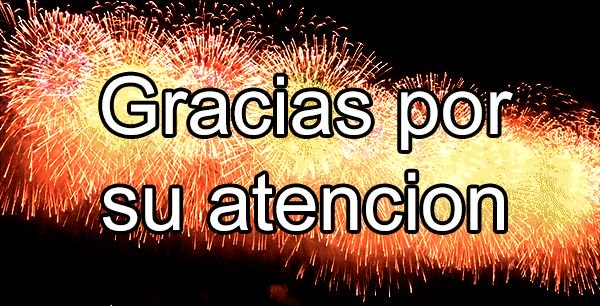 Gracias por
su atencion